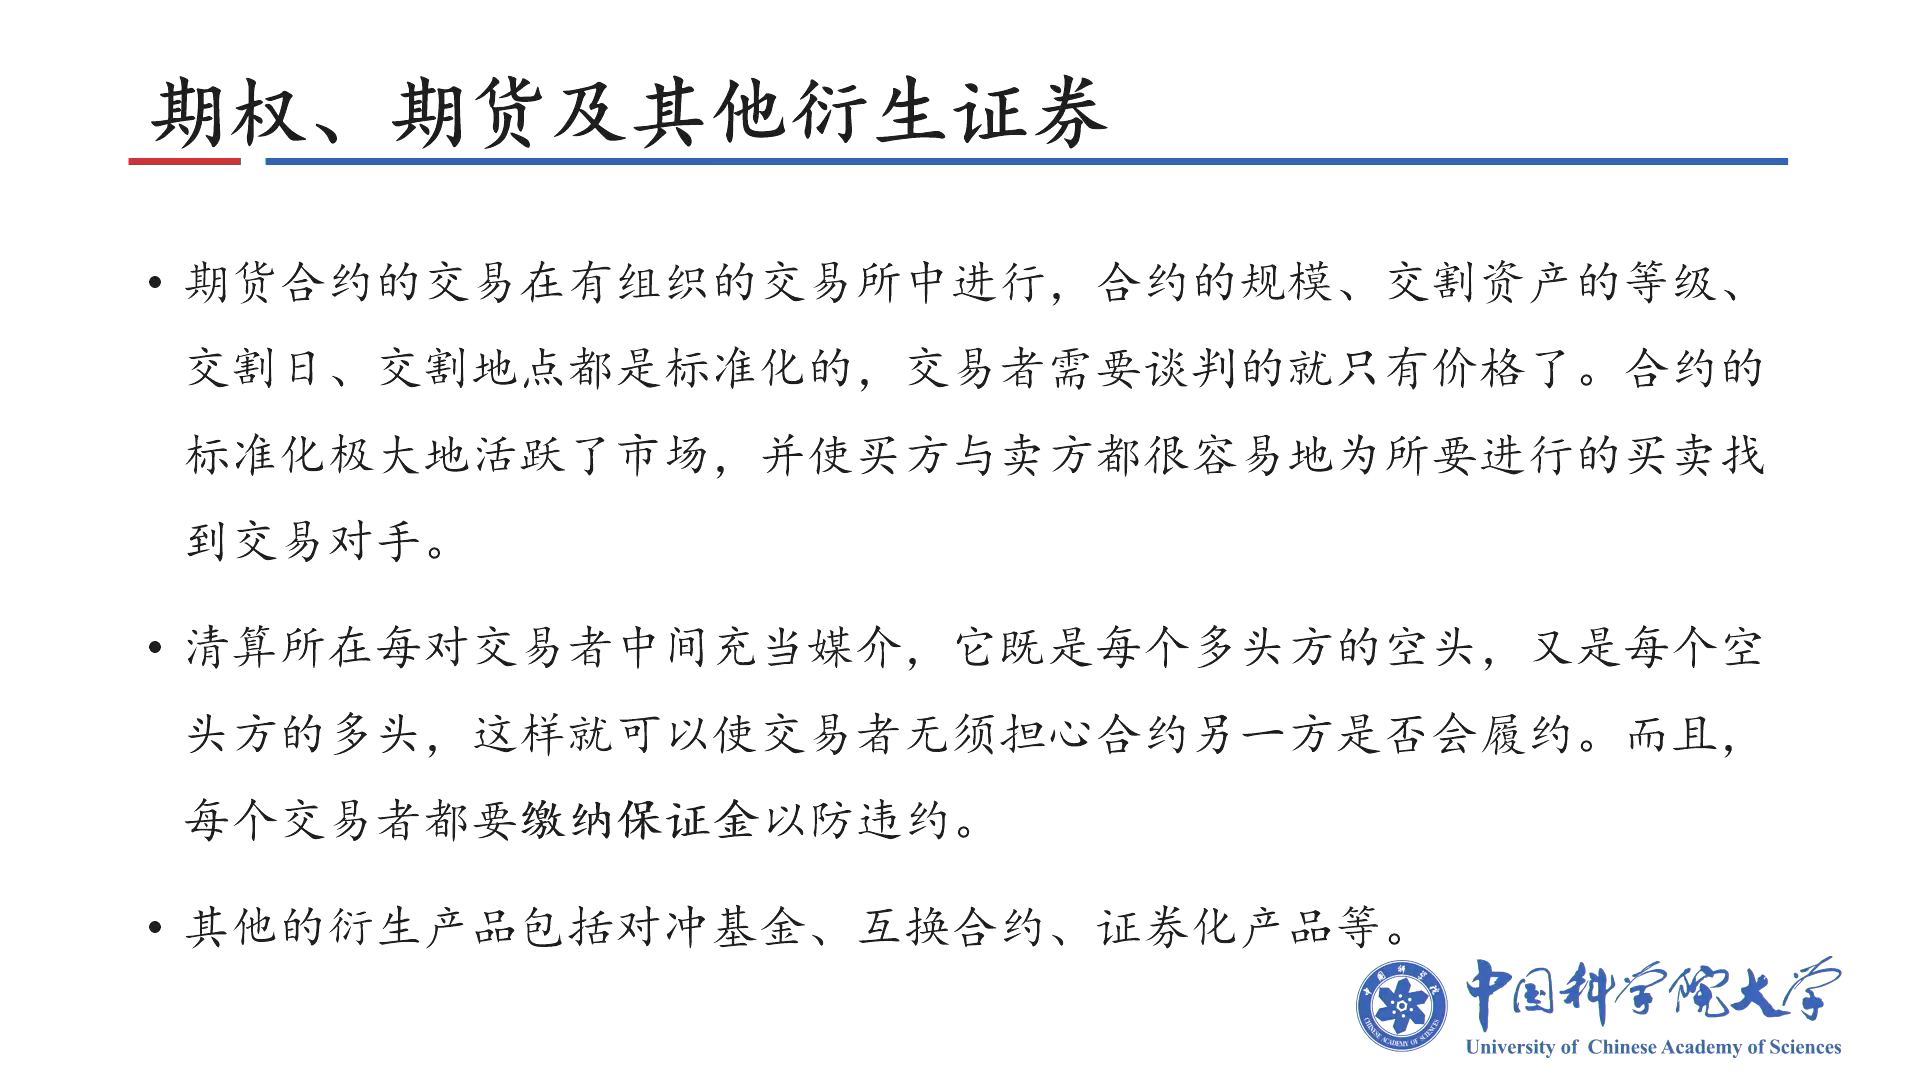 期权、期货及其他衍生证券
• 期货合约的交易在有组织的交易所中进行，合约的规模、交割资产的等级、
交割日、交割地点都是标准化的，交易者需要谈判的就只有价格了。合约的
标准化极大地活跃了市场，并使买方与卖方都很容易地为所要进行的买卖找
到交易对手。
• 清算所在每对交易者中间充当媒介，它既是每个多头方的空头，又是每个空
头方的多头，这样就可以使交易者无须担心合约另一方是否会履约。而且，
每个交易者都要缴纳保证金以防违约。
• 其他的衍生产品包括对冲基金、互换合约、证券化产品等。
中国科学院大学
University of Chinese Academy of Sciences